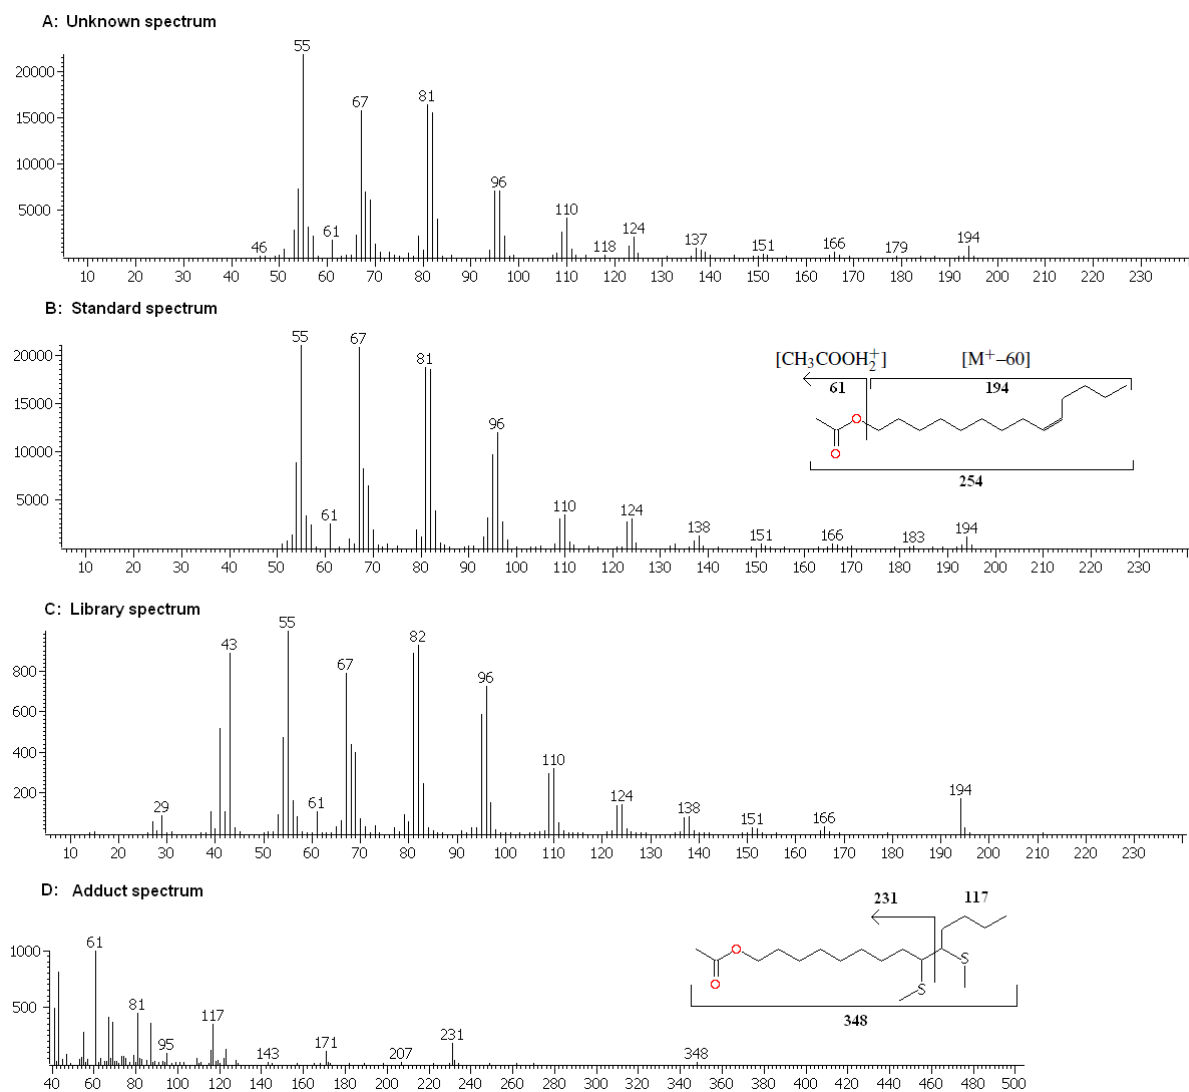 A: Unknown spectrum
20000
15000
10000
5000
46 55 61 67 81 96 110 118 124 137 151 166 179 194
10 20 30 40 50 60 70 80 90 100 110 120 130 140 150 160 170 180 190 200 210 220 230
B: Standard spectrum
20000
15000
10000
5000
55 61 67 81 96 110 124 138 151 166 183 194
[CH3COOH2+] [M+–60]
61 194
O
O
254
10 20 30 40 50 60 70 80 90 100 110 120 130 140 150 160 170 180 190 200 210 220 230
C: Library spectrum
800
600
400
200
29 43 55 61 67 82 96 110 124 138 151 166 194
10 20 30 40 50 60 70 80 90 100 110 120 130 140 150 160 170 180 190 200 210 220 230
D: Adduct spectrum
1000
500
61 81 95 117 143 171 207 231 348
231 117
O
O
S
S
348
40 60 80 100 120 140 160 180 200 220 240 260 280 300 320 340 360 380 400 420 440 460 480 500